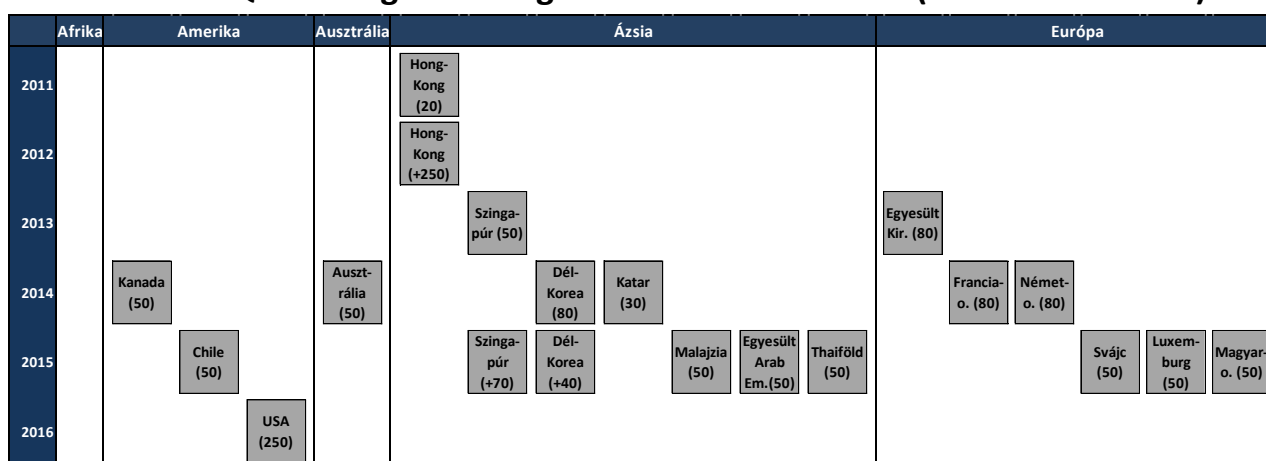 Afrika Amerika Ausztrália Ázsia Európa
2011
Hong-
Kong
(20)
2012
Hong-
Kong
(+250)
2013
Szinga-
púr (50)
Egyesült
Kir. (80)
2014
Kanada
(50)
Auszt-
rália
(50)
Dél-
Korea
(80)
Katar
(30)
Francia-
o. (80)
Német-
o. (80)
2015
Chile
(50)
Szinga-
púr
(+70)
Dél-
Korea
(+40)
Malajzia
(50)
Egyesült
Arab
Em.(50)
Thaiföld
(50)
Svájc
(50)
Luxem-
burg
(50)
Magyar-
o. (50)
2016
USA
(250)